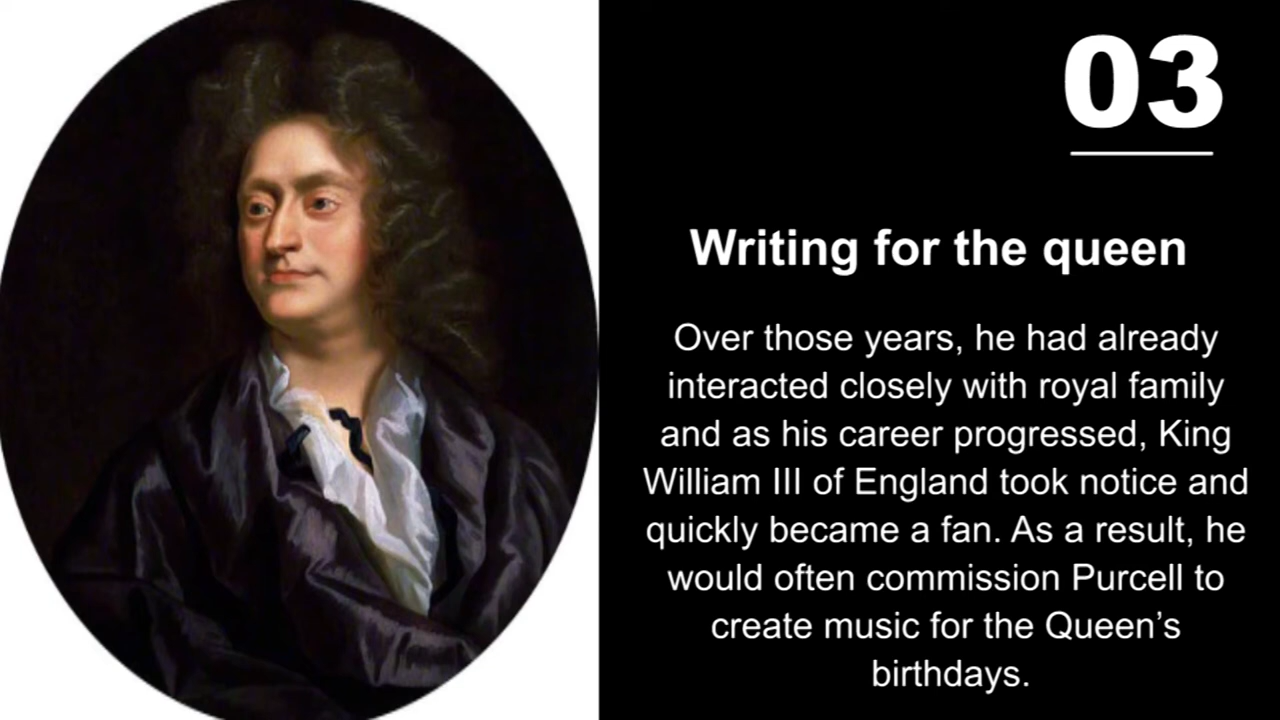 03
Writing for the queen
Over those years, he had already
interacted closely with royal family
and as his career progressed, King
William III of England took notice and
quickly became a fan. As a result, he
would often commission Purcell to
create music for the Queen’s
birthdays.